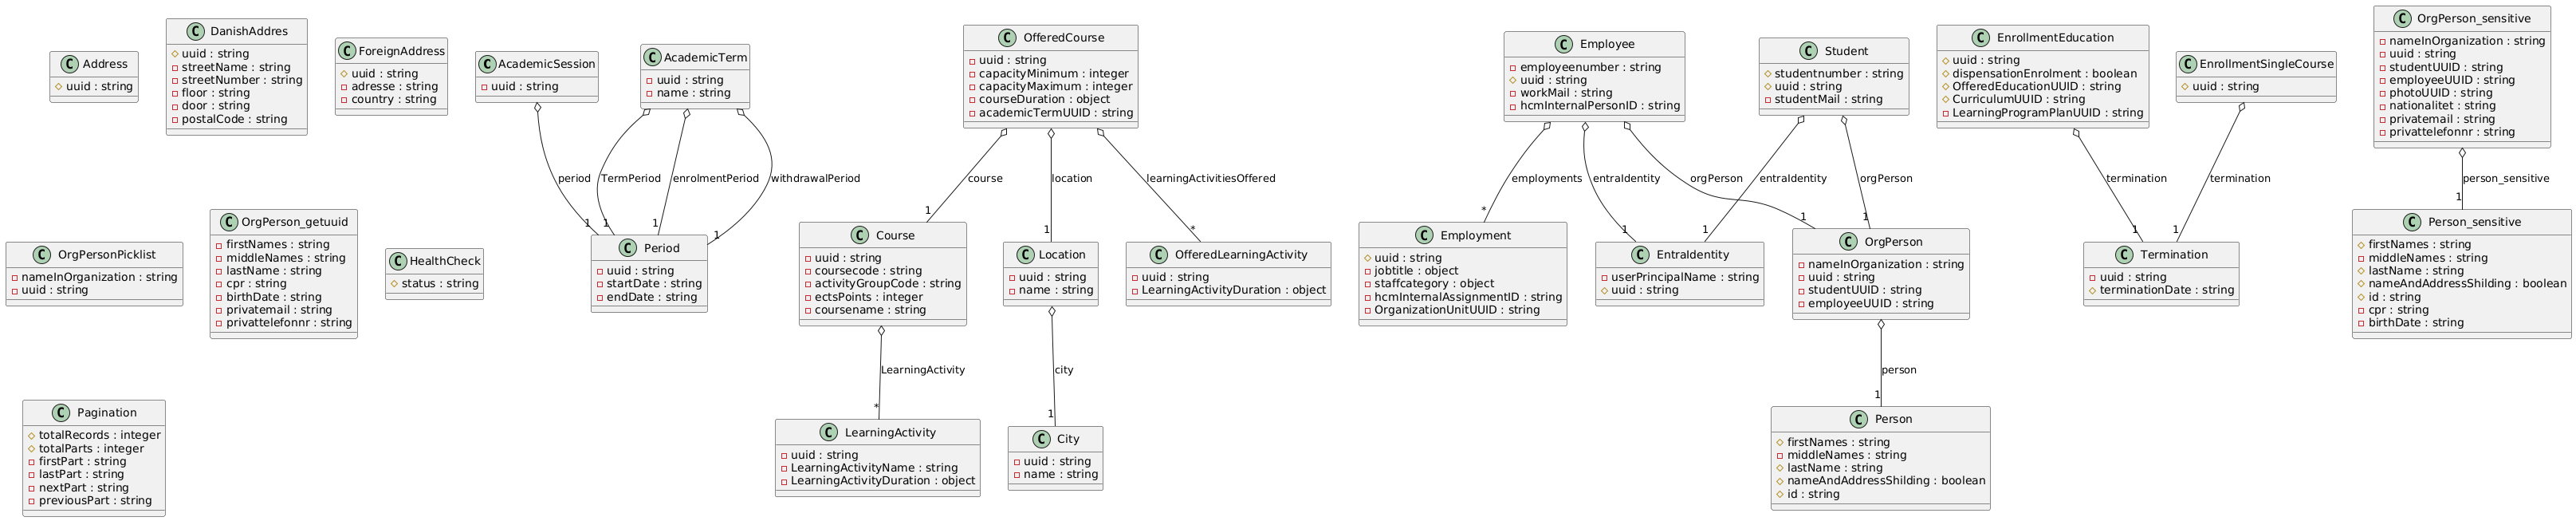 C Address
uuid : string
C DanishAddres
uuid : string
streetName : string
streetNumber : string
floor : string
door : string
postalCode : string
C ForeignAddress
uuid : string
adresse : string
country : string
C AcademicSession
uuid : string
C AcademicTerm
uuid : string
name : string
C OfferedCourse
uuid : string
capacityMinimum : integer
capacityMaximum : integer
courseDuration : object
academicTermUUID : string
C Employee
employeenumber : string
uuid : string
workMail : string
hcmInternalPersonID : string
C Student
studentnumber : string
uuid : string
studentMail : string
C EnrollmentEducation
uuid : string
dispensationEnrolment : boolean
OfferedEducationUUID : string
CurriculumUUID : string
LearningProgramPlanUUID : string
C EnrollmentSingleCourse
uuid : string
C OrgPerson_sensitive
nameInOrganization : string
uuid : string
studentUUID : string
employeeUUID : string
photoUUID : string
nationalitet : string
privatemail : string
privattelefonnr : string
period
TermPeriod
enrolmentPeriod
withdrawalPeriod
course
location
learningActivitiesOffered
employments
entraIdentity
orgPerson
entraIdentity
orgPerson
termination
termination
person_sensitive
1
1
1
1
1
1
*
*
1
1
1
1
1
1
1
C OrgPersonPicklist
nameInOrganization : string
uuid : string
C OrgPerson_getuuid
firstNames : string
middleNames : string
lastName : string
cpr : string
birthDate : string
privatemail : string
privattelefonnr : string
C HealthCheck
status : string
C Period
uuid : string
startDate : string
endDate : string
C Course
uuid : string
coursecode : string
activityGroupCode : string
ectsPoints : integer
coursename : string
C Location
uuid : string
name : string
C OfferedLearningActivity
uuid : string
LearningActivityDuration : object
C Employment
uuid : string
jobtitle : object
staffcategory : object
hcmInternalAssignmentID : string
OrganizationUnitUUID : string
C EntraIdentity
userPrincipalName : string
uuid : string
C OrgPerson
nameInOrganization : string
uuid : string
studentUUID : string
employeeUUID : string
C Termination
uuid : string
terminationDate : string
C Person_sensitive
firstNames : string
middleNames : string
lastName : string
nameAndAddressShilding : boolean
id : string
cpr : string
birthDate : string
LearningActivity
city
person
*
1
1
C Pagination
totalRecords : integer
totalParts : integer
firstPart : string
lastPart : string
nextPart : string
previousPart : string
C LearningActivity
uuid : string
LearningActivityName : string
LearningActivityDuration : object
C City
uuid : string
name : string
C Person
firstNames : string
middleNames : string
lastName : string
nameAndAddressShilding : boolean
id : string